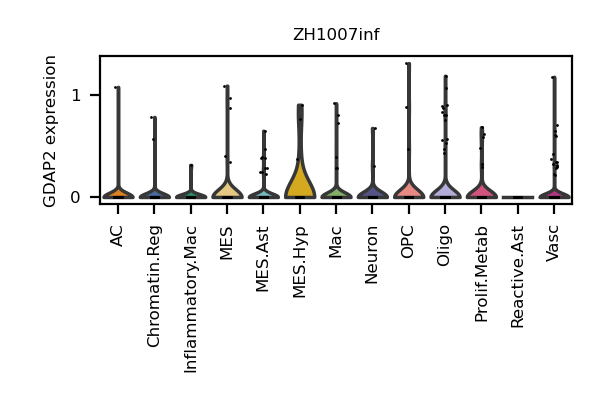 ZH1007inf
GDAP2 expression
1
0
AC
Chromatin.Reg
Inflammatory.Mac
MES
MES.Ast
MES.Hyp
Mac
Neuron
OPC
Oligo
Prolif.Metab
Reactive.Ast
Vasc